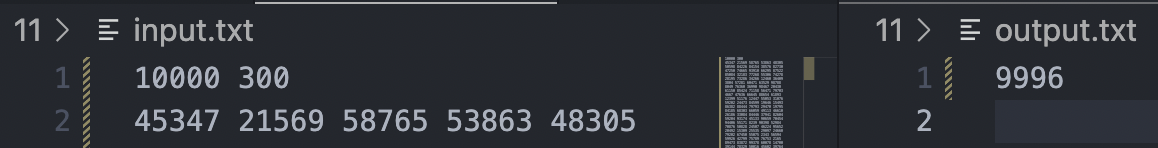 11 > input.txt
1 10000 300
2 45347 21569 58765 53863 48305
11 > output.txt
1 9996
2